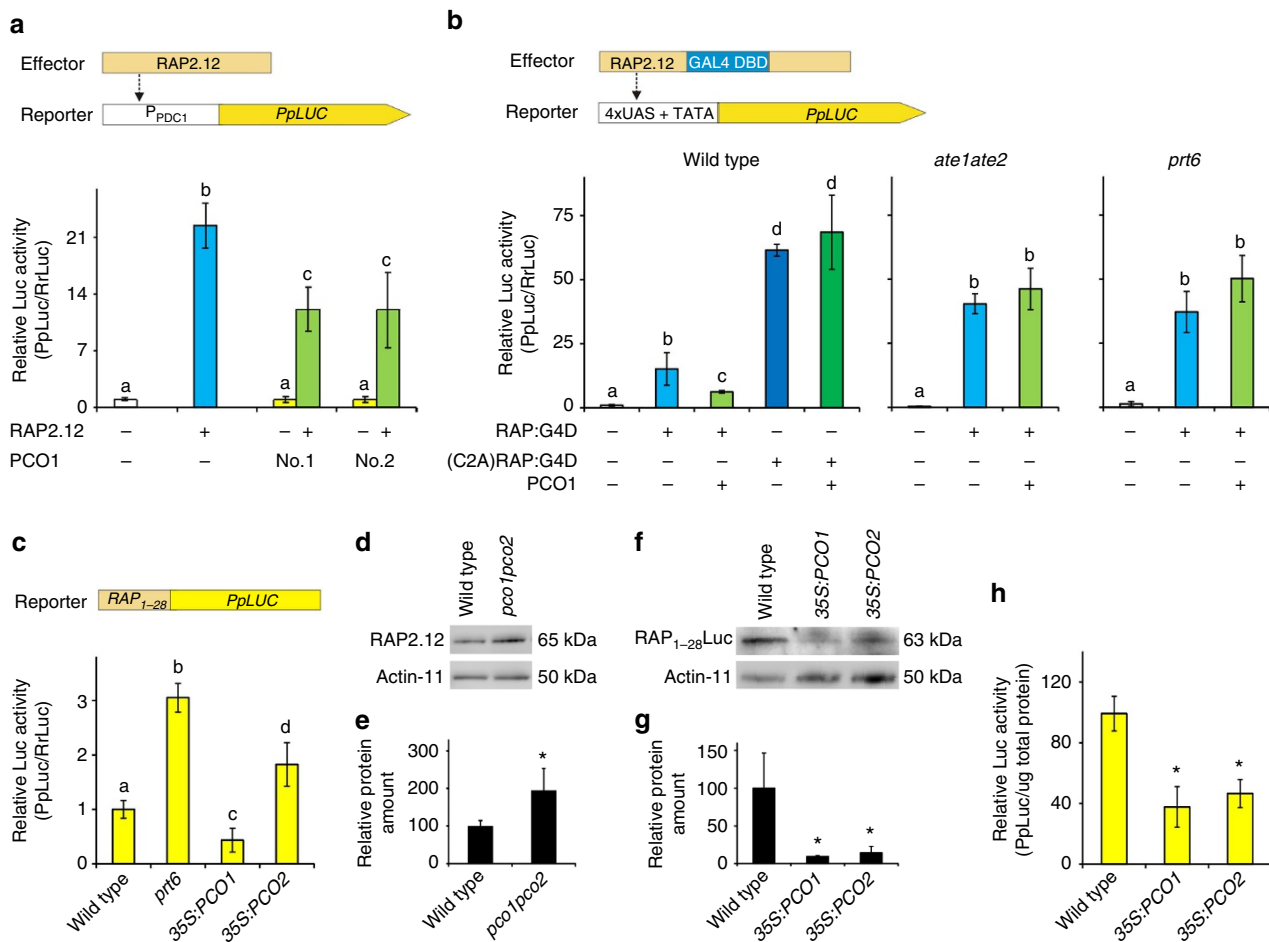 a
Effector
RAP2.12
Reporter
PPDC1
PpLUC
Relative Luc activity
(PpLuc/RrLuc)
21
14
7
0
a
b
a
c
a
c
RAP2.12
–
+
– +
– +
PCO1
–
–
No.1
No.2
b
Effector
RAP2.12
GAL4 DBD
Reporter
4xUAS + TATA
PpLUC
Wild type
ate1ate2
prt6
Relative Luc activity
(PpLuc/RrLuc)
75
50
25
0
a
b
c
d
d
a
b
b
a
b
b
RAP:G4D
– + + – –
– + +
– + +
(C2A)RAP:G4D
– – – + +
– – –
– – –
PCO1
– – + – +
– – +
– – +
c
Reporter
RAP1–28
PpLUC
Relative Luc activity
(PpLuc/RrLuc)
3
2
1
0
a
b
c
d
Wild type
prt6
35S:PCO1
35S:PCO2
d
Wild type
pco1pco2
RAP2.12
65 kDa
Actin-11
50 kDa
e
Relative protein
amount
300
200
100
0
*
Wild type
pco1pco2
f
Wild type
35S:PCO1
35S:PCO2
RAP1–28Luc
63 kDa
Actin-11
50 kDa
g
Relative protein
amount
150
100
50
0
*
*
Wild type
35S:PCO1
35S:PCO2
h
Relative Luc activity
(PpLuc/ug total protein)
120
80
40
0
*
*
Wild type
35S:PCO1
35S:PCO2